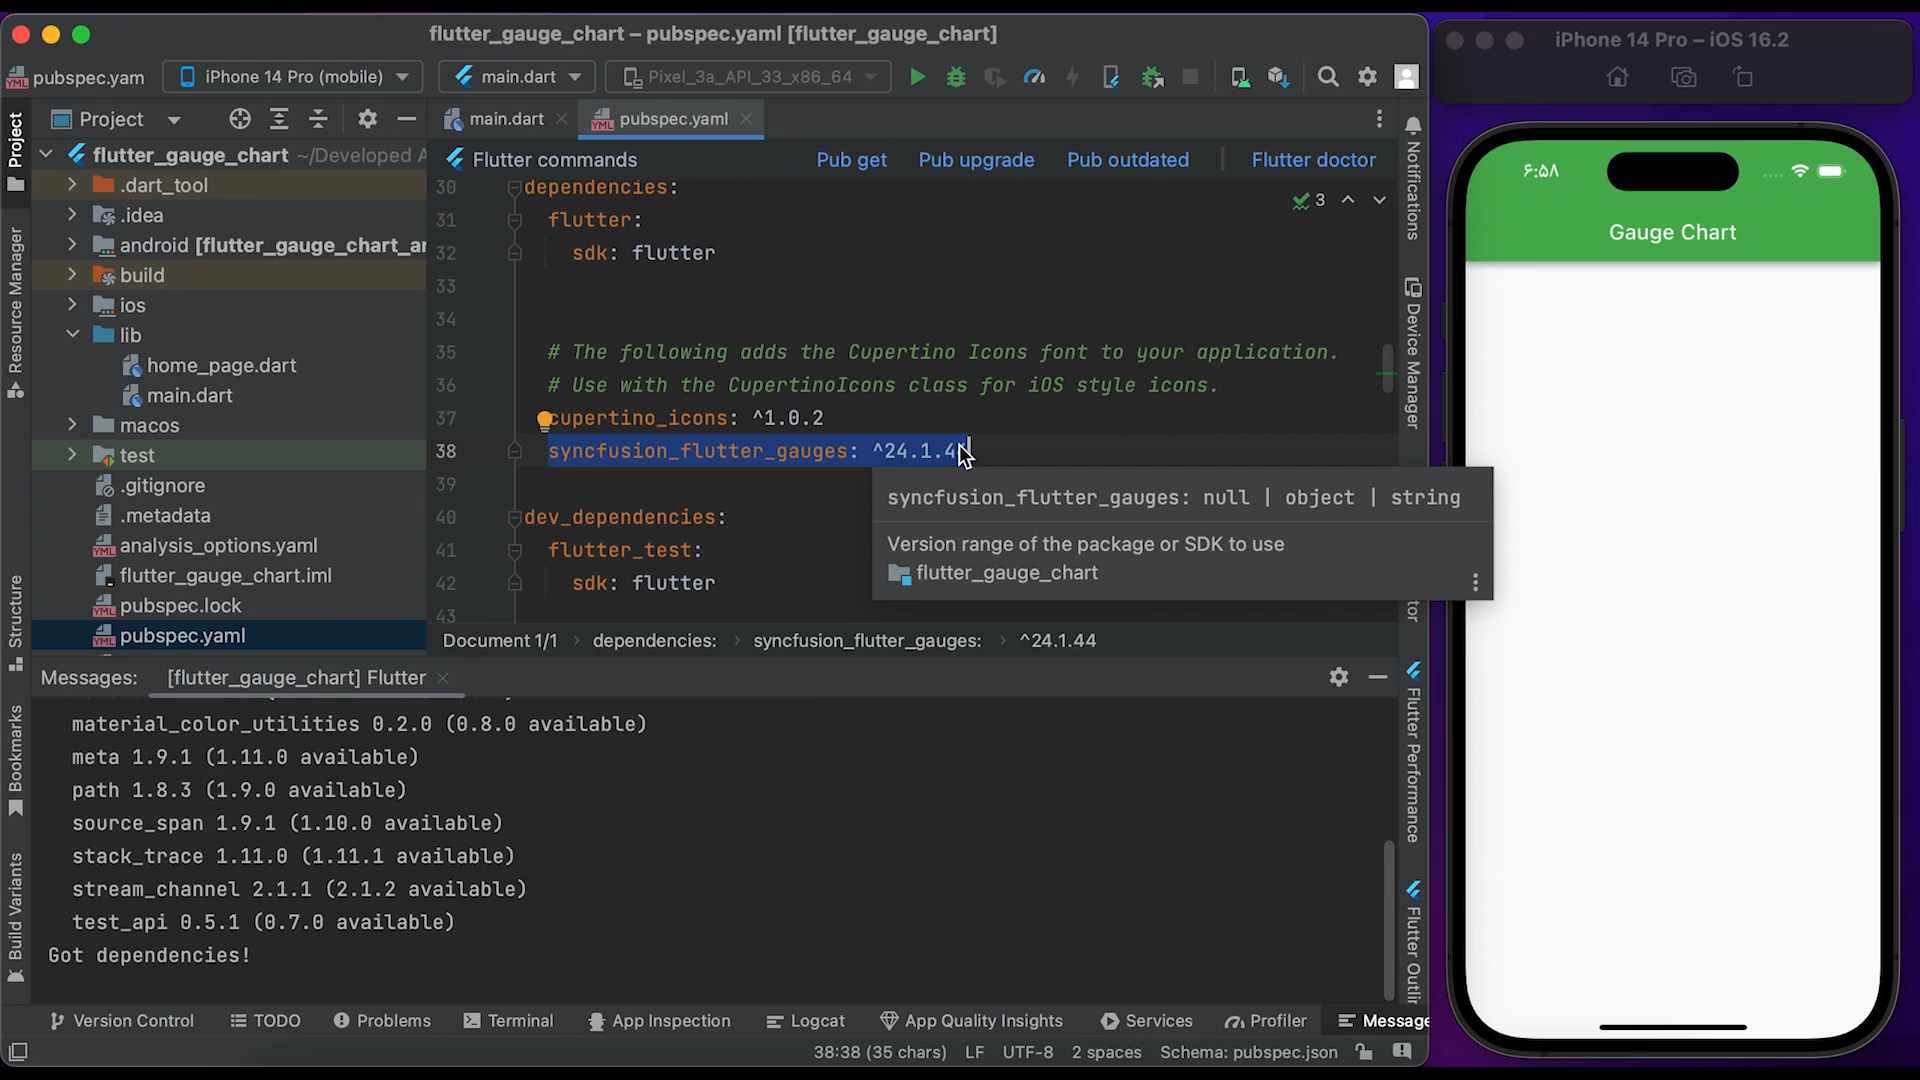 flutter_gauge_chart – pubspec.yaml [flutter_gauge_chart]
pubspec.yam
iPhone 14 Pro (mobile)
main.dart
Pixel_3a_API_33_x86_64
Project
main.dart
pubspec.yaml
Flutter commands
Pub get
Pub upgrade
Pub outdated
Flutter doctor
flutter_gauge_chart ~/Developed A
.dart_tool
.idea
android [flutter_gauge_chart_ar
build
ios
lib
home_page.dart
main.dart
macos
test
.gitignore
.metadata
analysis_options.yaml
flutter_gauge_chart.iml
pubspec.lock
pubspec.yaml
Project
Resource Manager
Structure
Bookmarks
Build Variants
30 dependencies:
31 flutter:
32 sdk: flutter
33
34
35 # The following adds the Cupertino Icons font to your application.
36 # Use with the CupertinoIcons class for iOS style icons.
37 cupertino_icons: ^1.0.2
38 syncfusion_flutter_gauges: ^24.1.4
39
40 dev_dependencies:
41 flutter_test:
42 sdk: flutter
43
3
syncfusion_flutter_gauges: null | object | string
Version range of the package or SDK to use
flutter_gauge_chart
Document 1/1 › dependencies: › syncfusion_flutter_gauges: › ^24.1.44
Messages: [flutter_gauge_chart] Flutter
material_color_utilities 0.2.0 (0.8.0 available)
meta 1.9.1 (1.11.0 available)
path 1.8.3 (1.9.0 available)
source_span 1.9.1 (1.10.0 available)
stack_trace 1.11.0 (1.11.1 available)
stream_channel 2.1.1 (2.1.2 available)
test_api 0.5.1 (0.7.0 available)
Got dependencies!
Notifications
Device Manager
tor
Flutter Performance
Flutter Outlin
Version Control
TODO
Problems
Terminal
App Inspection
Logcat
App Quality Insights
Services
Profiler
Message
38:38 (35 chars)
LF
UTF-8
2 spaces
Schema: pubspec.json
iPhone 14 Pro – iOS 16.2
۶:۵۸
Gauge Chart